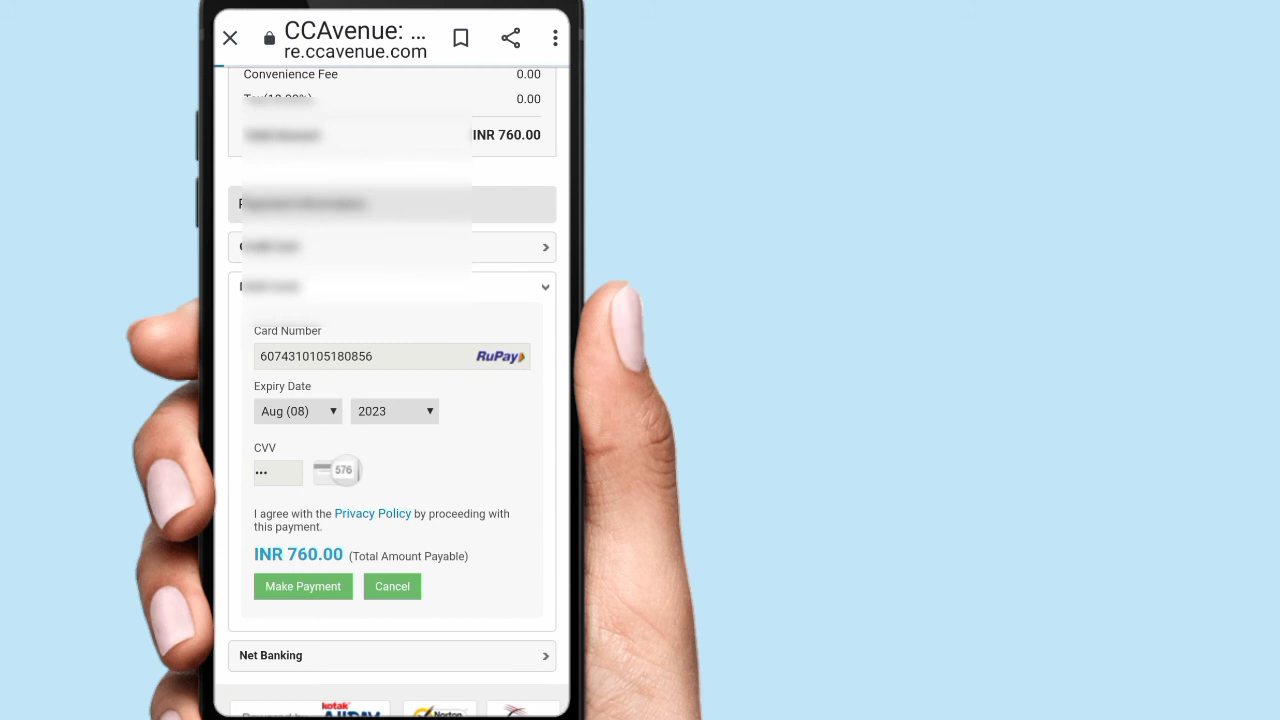 CCAvenue: ...
re.ccavenue.com
Convenience Fee 0.00
0.00
INR 760.00
Card Number
6074310105180856 RuPay
Expiry Date
Aug (08) 2023
CVV
••• 576
I agree with the Privacy Policy by proceeding with
this payment.
INR 760.00 (Total Amount Payable)
Make Payment Cancel
Net Banking
kotak
Norton